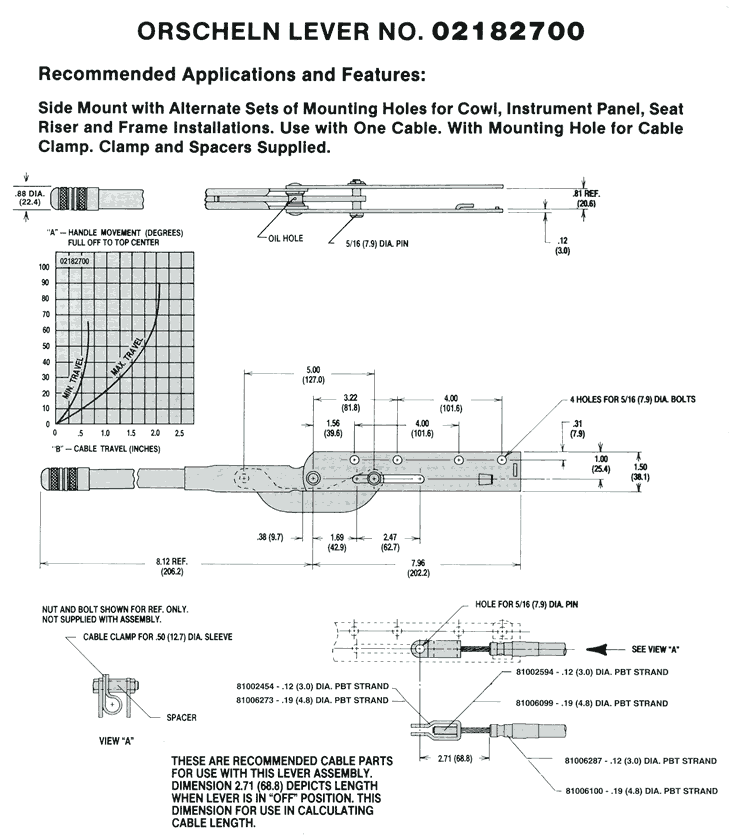 ORSCHELN LEVER NO. 02182700
Recommended Applications and Features:
Side Mount with Alternate Sets of Mounting Holes for Cowl, Instrument Panel, Seat
Riser and Frame Installations. Use with One Cable. With Mounting Hole for Cable
Clamp. Clamp and Spacers Supplied.
.88 DIA.
(22.4)
.81 REF.
(20.6)
OIL HOLE
5/16 (7.9) DIA. PIN
.12
(3.0)
"A" — HANDLE MOVEMENT (DEGREES)
FULL OFF TO TOP CENTER
02182700
100
90
80
70
60
50
40
30
20
10
0
MIN. TRAVEL
MAX. TRAVEL
0 .5 1.0 1.5 2.0 2.5
"B" — CABLE TRAVEL (INCHES)
5.00
(127.0)
3.22
(81.8)
4.00
(101.6)
4 HOLES FOR 5/16 (7.9) DIA. BOLTS
1.56
(39.6)
4.00
(101.6)
.31
(7.9)
1.00
(25.4)
1.50
(38.1)
.38 (9.7)
1.69
(42.9)
2.47
(62.7)
8.12 REF.
(206.2)
7.96
(202.2)
NUT AND BOLT SHOWN FOR REF. ONLY.
NOT SUPPLIED WITH ASSEMBLY.
CABLE CLAMP FOR .50 (12.7) DIA. SLEEVE
SPACER
VIEW "A"
HOLE FOR 5/16 (7.9) DIA. PIN
SEE VIEW "A"
81002594 - .12 (3.0) DIA. PBT STRAND
81002454 - .12 (3.0) DIA. PBT STRAND
81006273 - .19 (4.8) DIA. PBT STRAND
81006099 - .19 (4.8) DIA. PBT STRAND
2.71 (68.8)
81006287 - .12 (3.0) DIA. PBT STRAND
81006100 - .19 (4.8) DIA. PBT STRAND
THESE ARE RECOMMENDED CABLE PARTS
FOR USE WITH THIS LEVER ASSEMBLY.
DIMENSION 2.71 (68.8) DEPICTS LENGTH
WHEN LEVER IS IN "OFF" POSITION. THIS
DIMENSION FOR USE IN CALCULATING
CABLE LENGTH.